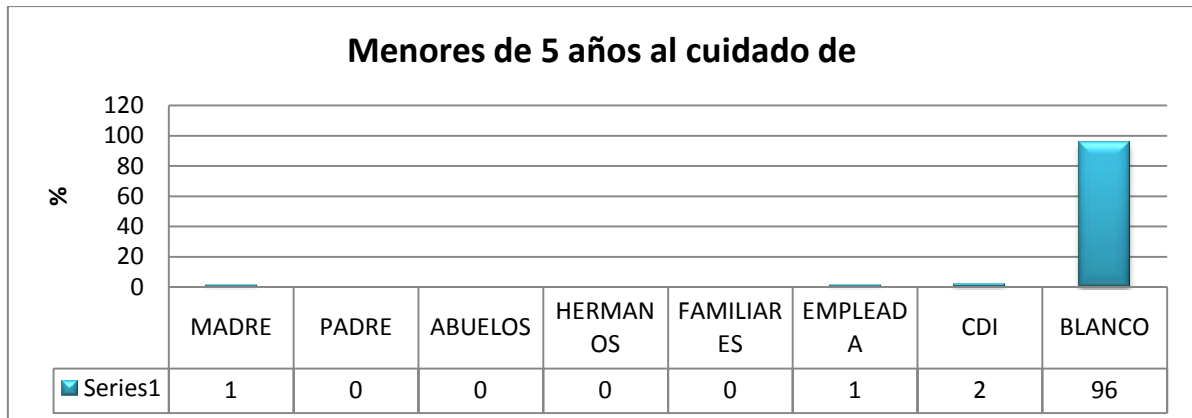 Menores de 5 años al cuidado de
%
120
100
80
60
40
20
0
MADRE
PADRE
ABUELOS
HERMAN
OS
FAMILIAR
ES
EMPLEAD
A
CDI
BLANCO
Series1 1 0 0 0 0 1 2 96